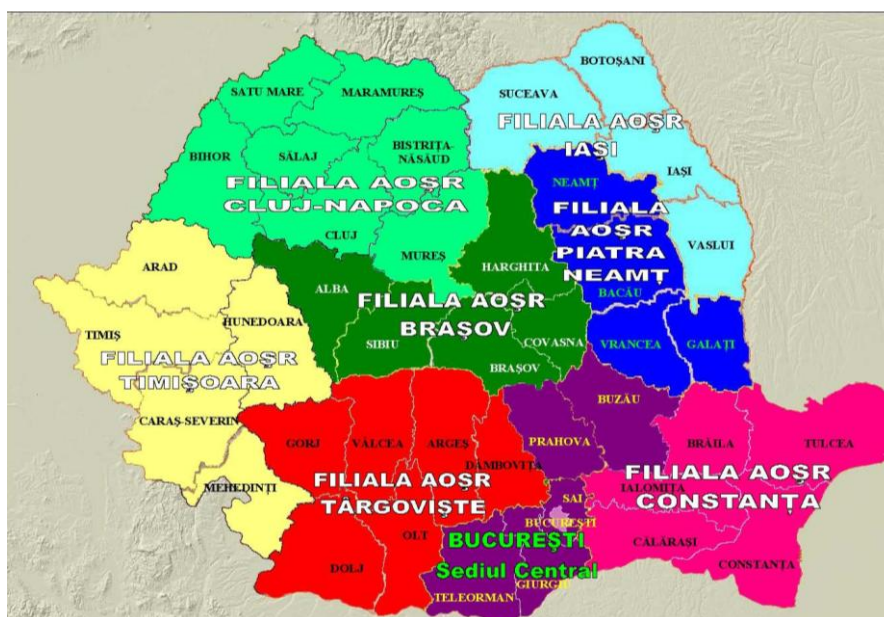 BOTOȘANI
SUCEAVA
SATU MARE
MARAMUREȘ
FILIALA AOȘR
IAȘI
BISTRIȚA-
NĂSĂUD
BIHOR
SĂLAJ
IAȘI
NEAMȚ
FILIALA AOȘR
CLUJ-NAPOCA
FILIALA
AOȘR
PIATRA
NEAMȚ
CLUJ
MUREȘ
VASLUI
ARAD
HARGHITA
ALBA
BACĂU
FILIALA AOȘR
BRAȘOV
HUNEDOARA
TIMIȘ
SIBIU
COVASNA
VRANCEA
GALAȚI
FILIALA AOȘR
TIMIȘOARA
BRAȘOV
BUZĂU
CARAȘ-SEVERIN
GORJ
VÂLCEA
ARGEȘ
PRAHOVA
BRĂILA
TULCEA
DÂMBOVIȚA
FILIALA AOȘR
TÂRGOVIȘTE
FILIALA AOȘR
CONSTANȚA
MEHEDINȚI
SAI
IALOMIȚA
BUCUREȘTI
OLT
BUCUREȘTI
Sediul Central
CĂLĂRAȘI
DOLJ
CONSTANȚA
GIURGIU
TELEORMAN